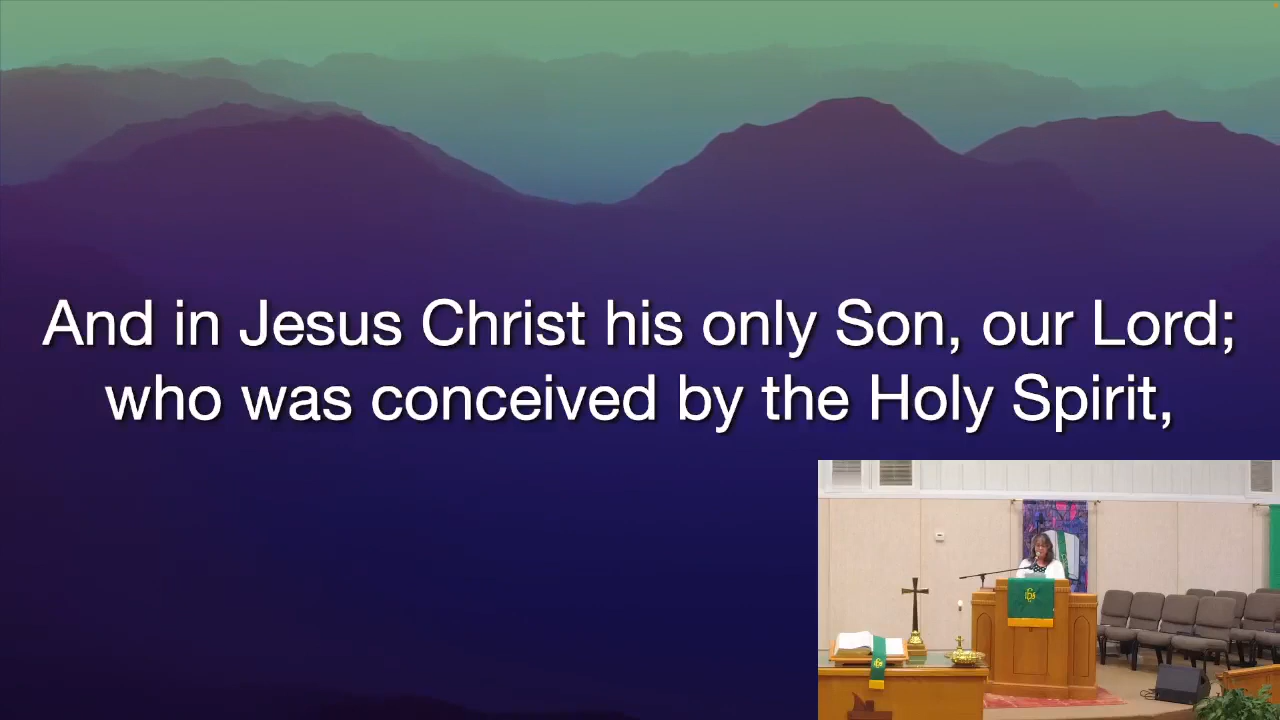 And in Jesus Christ his only Son, our Lord;
who was conceived by the Holy Spirit,